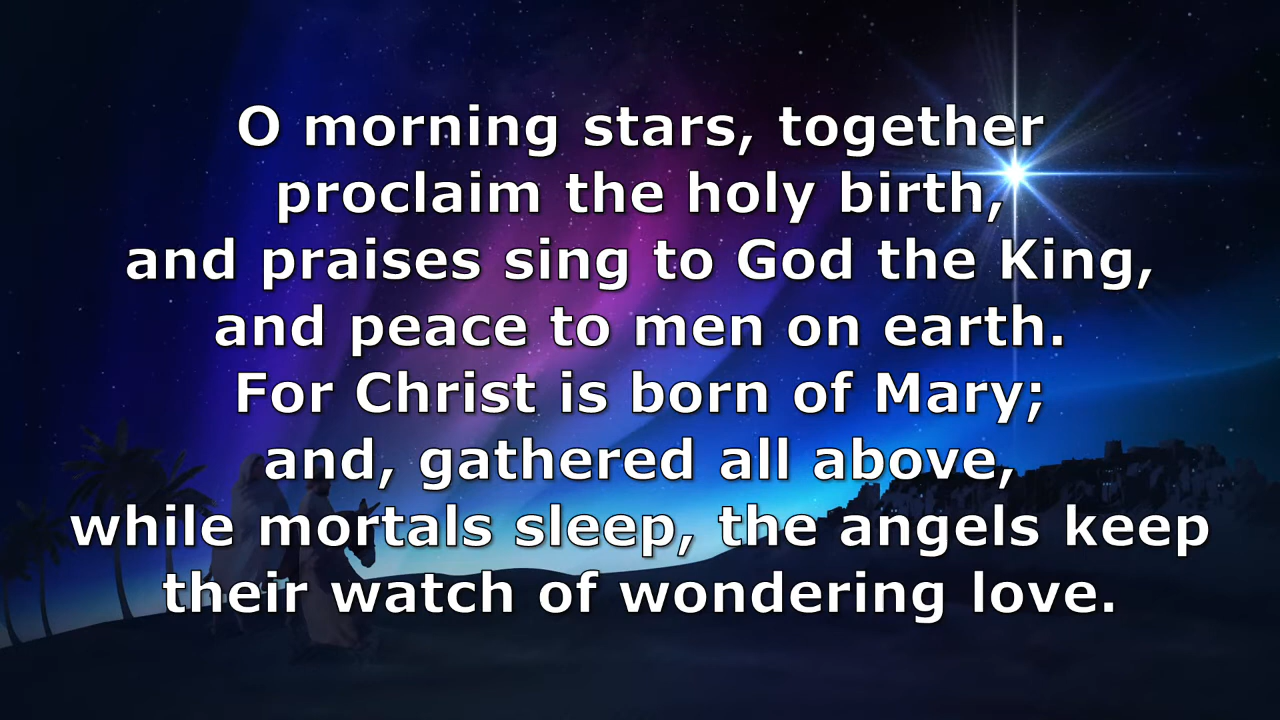 O morning stars, together
proclaim the holy birth,
and praises sing to God the King,
and peace to men on earth.
For Christ is born of Mary;
and, gathered all above,
while mortals sleep, the angels keep
their watch of wondering love.